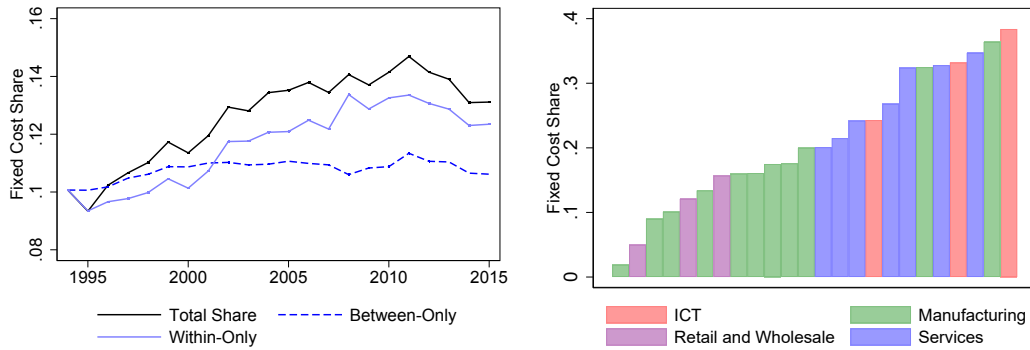 .16
.14
.12
.1
.08
Fixed Cost Share
1995 2000 2005 2010 2015
Total Share Between-Only
Within-Only
.4
.3
.2
.1
0
Fixed Cost Share
ICT Manufacturing
Retail and Wholesale Services